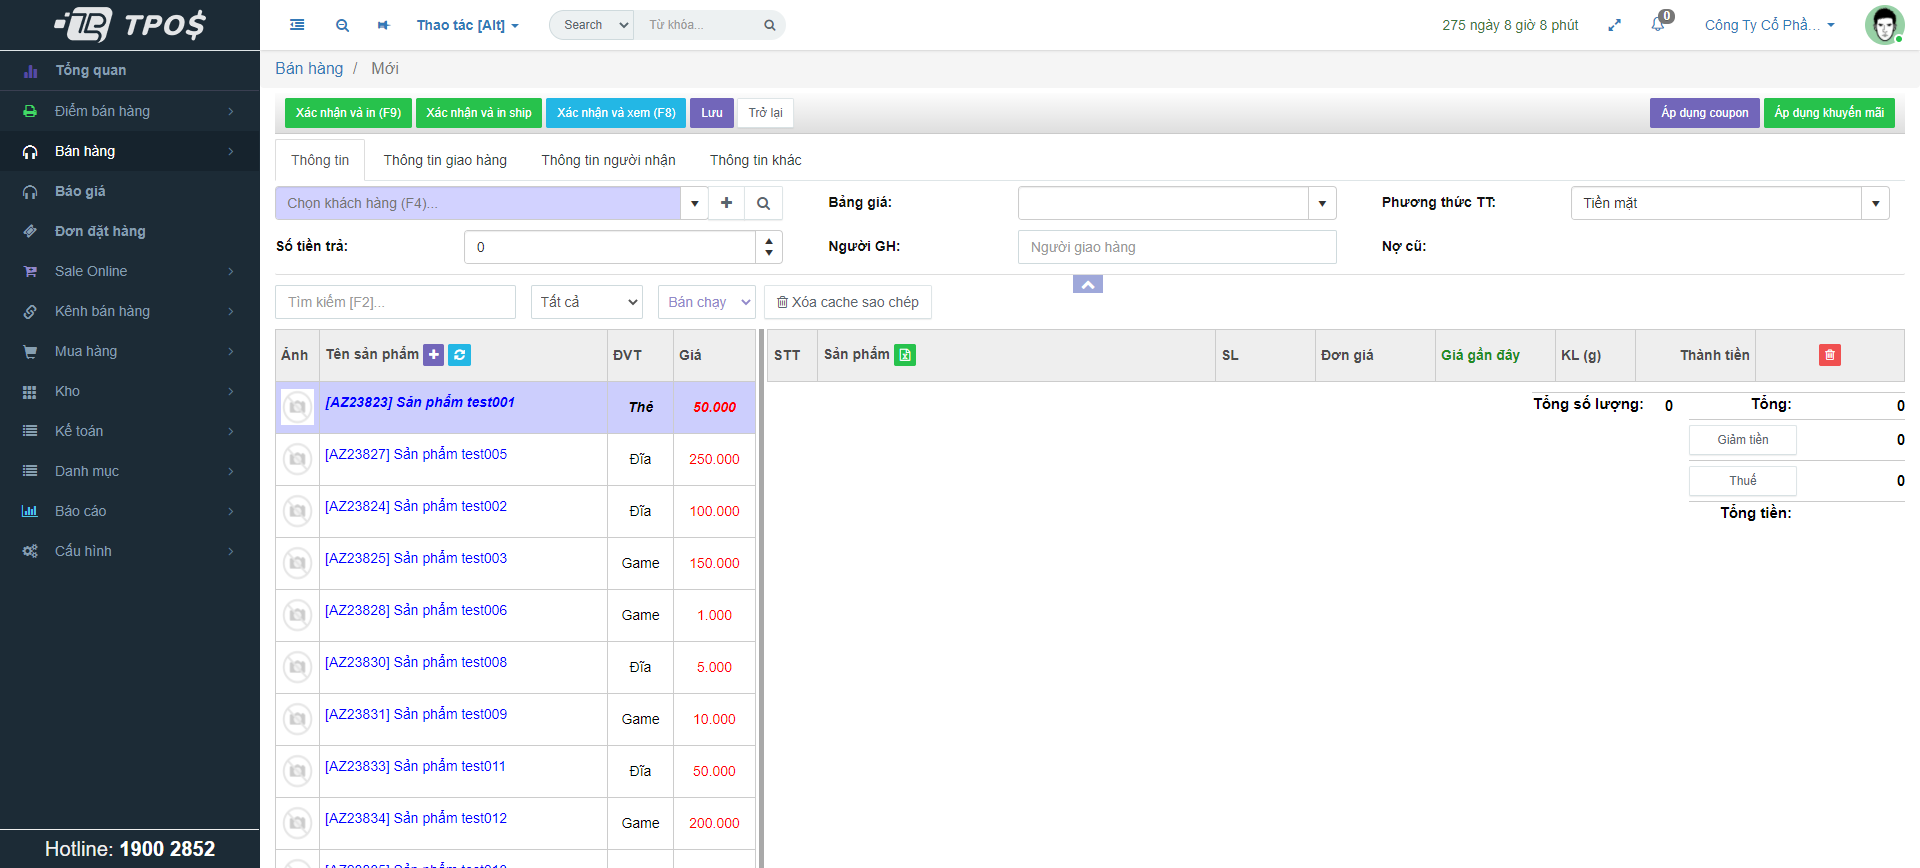 TPO$
Thao tác [Alt]
Search
Từ khóa...
275 ngày 8 giờ 8 phút
0
Công Ty Cổ Phầ...
Tổng quan
Điểm bán hàng
Bán hàng
Báo giá
Đơn đặt hàng
Sale Online
Kênh bán hàng
Mua hàng
Kho
Kế toán
Danh mục
Báo cáo
Cấu hình
Hotline: 1900 2852
Bán hàng / Mới
Xác nhận và in (F9)
Xác nhận và in ship
Xác nhận và xem (F8)
Lưu
Trở lại
Áp dụng coupon
Áp dụng khuyến mãi
Thông tin
Thông tin giao hàng
Thông tin người nhận
Thông tin khác
Chọn khách hàng (F4)...
Bảng giá:
Phương thức TT:
Tiền mặt
Số tiền trả:
0
Người GH:
Người giao hàng
Nợ cũ:
Tìm kiếm [F2]...
Tất cả
Bán chạy
Xóa cache sao chép
Ảnh Tên sản phẩm ĐVT Giá
[AZ23823] Sản phẩm test001 Thẻ 50.000
[AZ23827] Sản phẩm test005 Đĩa 250.000
[AZ23824] Sản phẩm test002 Đĩa 100.000
[AZ23825] Sản phẩm test003 Game 150.000
[AZ23828] Sản phẩm test006 Game 1.000
[AZ23830] Sản phẩm test008 Đĩa 5.000
[AZ23831] Sản phẩm test009 Game 10.000
[AZ23833] Sản phẩm test011 Đĩa 50.000
[AZ23834] Sản phẩm test012 Game 200.000
STT Sản phẩm SL Đơn giá Giá gần đây KL (g) Thành tiền
Tổng số lượng: 0 Tổng: 0
Giảm tiền 0
Thuế 0
Tổng tiền: